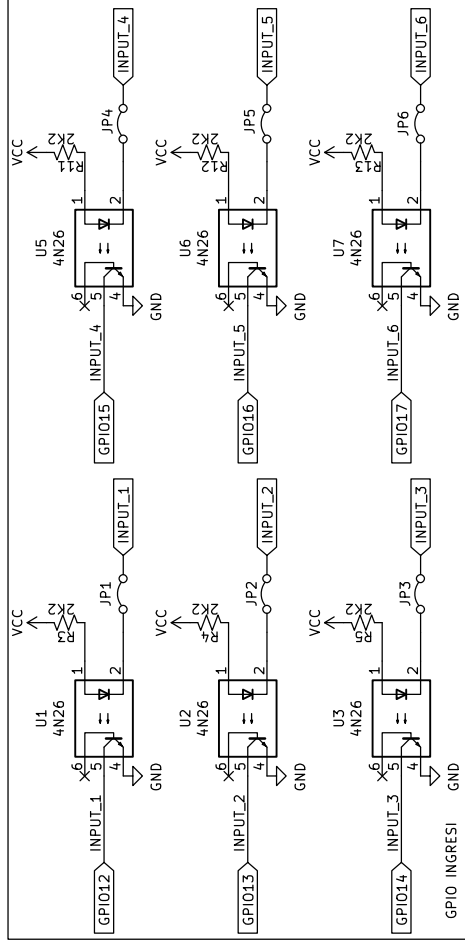 U1
4N26
VCC
R3
2K2
JP1
INPUT_1
GPIO12
INPUT_1
6
5
4
1
2
GND
U5
4N26
VCC
R11
2K2
JP4
INPUT_4
GPIO15
INPUT_4
6
5
4
1
2
GND
U2
4N26
VCC
R4
2K2
JP2
INPUT_2
GPIO13
INPUT_2
6
5
4
1
2
GND
U6
4N26
VCC
R12
2K2
JP5
INPUT_5
GPIO16
INPUT_5
6
5
4
1
2
GND
U3
4N26
VCC
R5
2K2
JP3
INPUT_3
GPIO14
INPUT_3
6
5
4
1
2
GND
U7
4N26
VCC
R13
2K2
JP6
INPUT_6
GPIO17
INPUT_6
6
5
4
1
2
GND
GPIO INGRESI